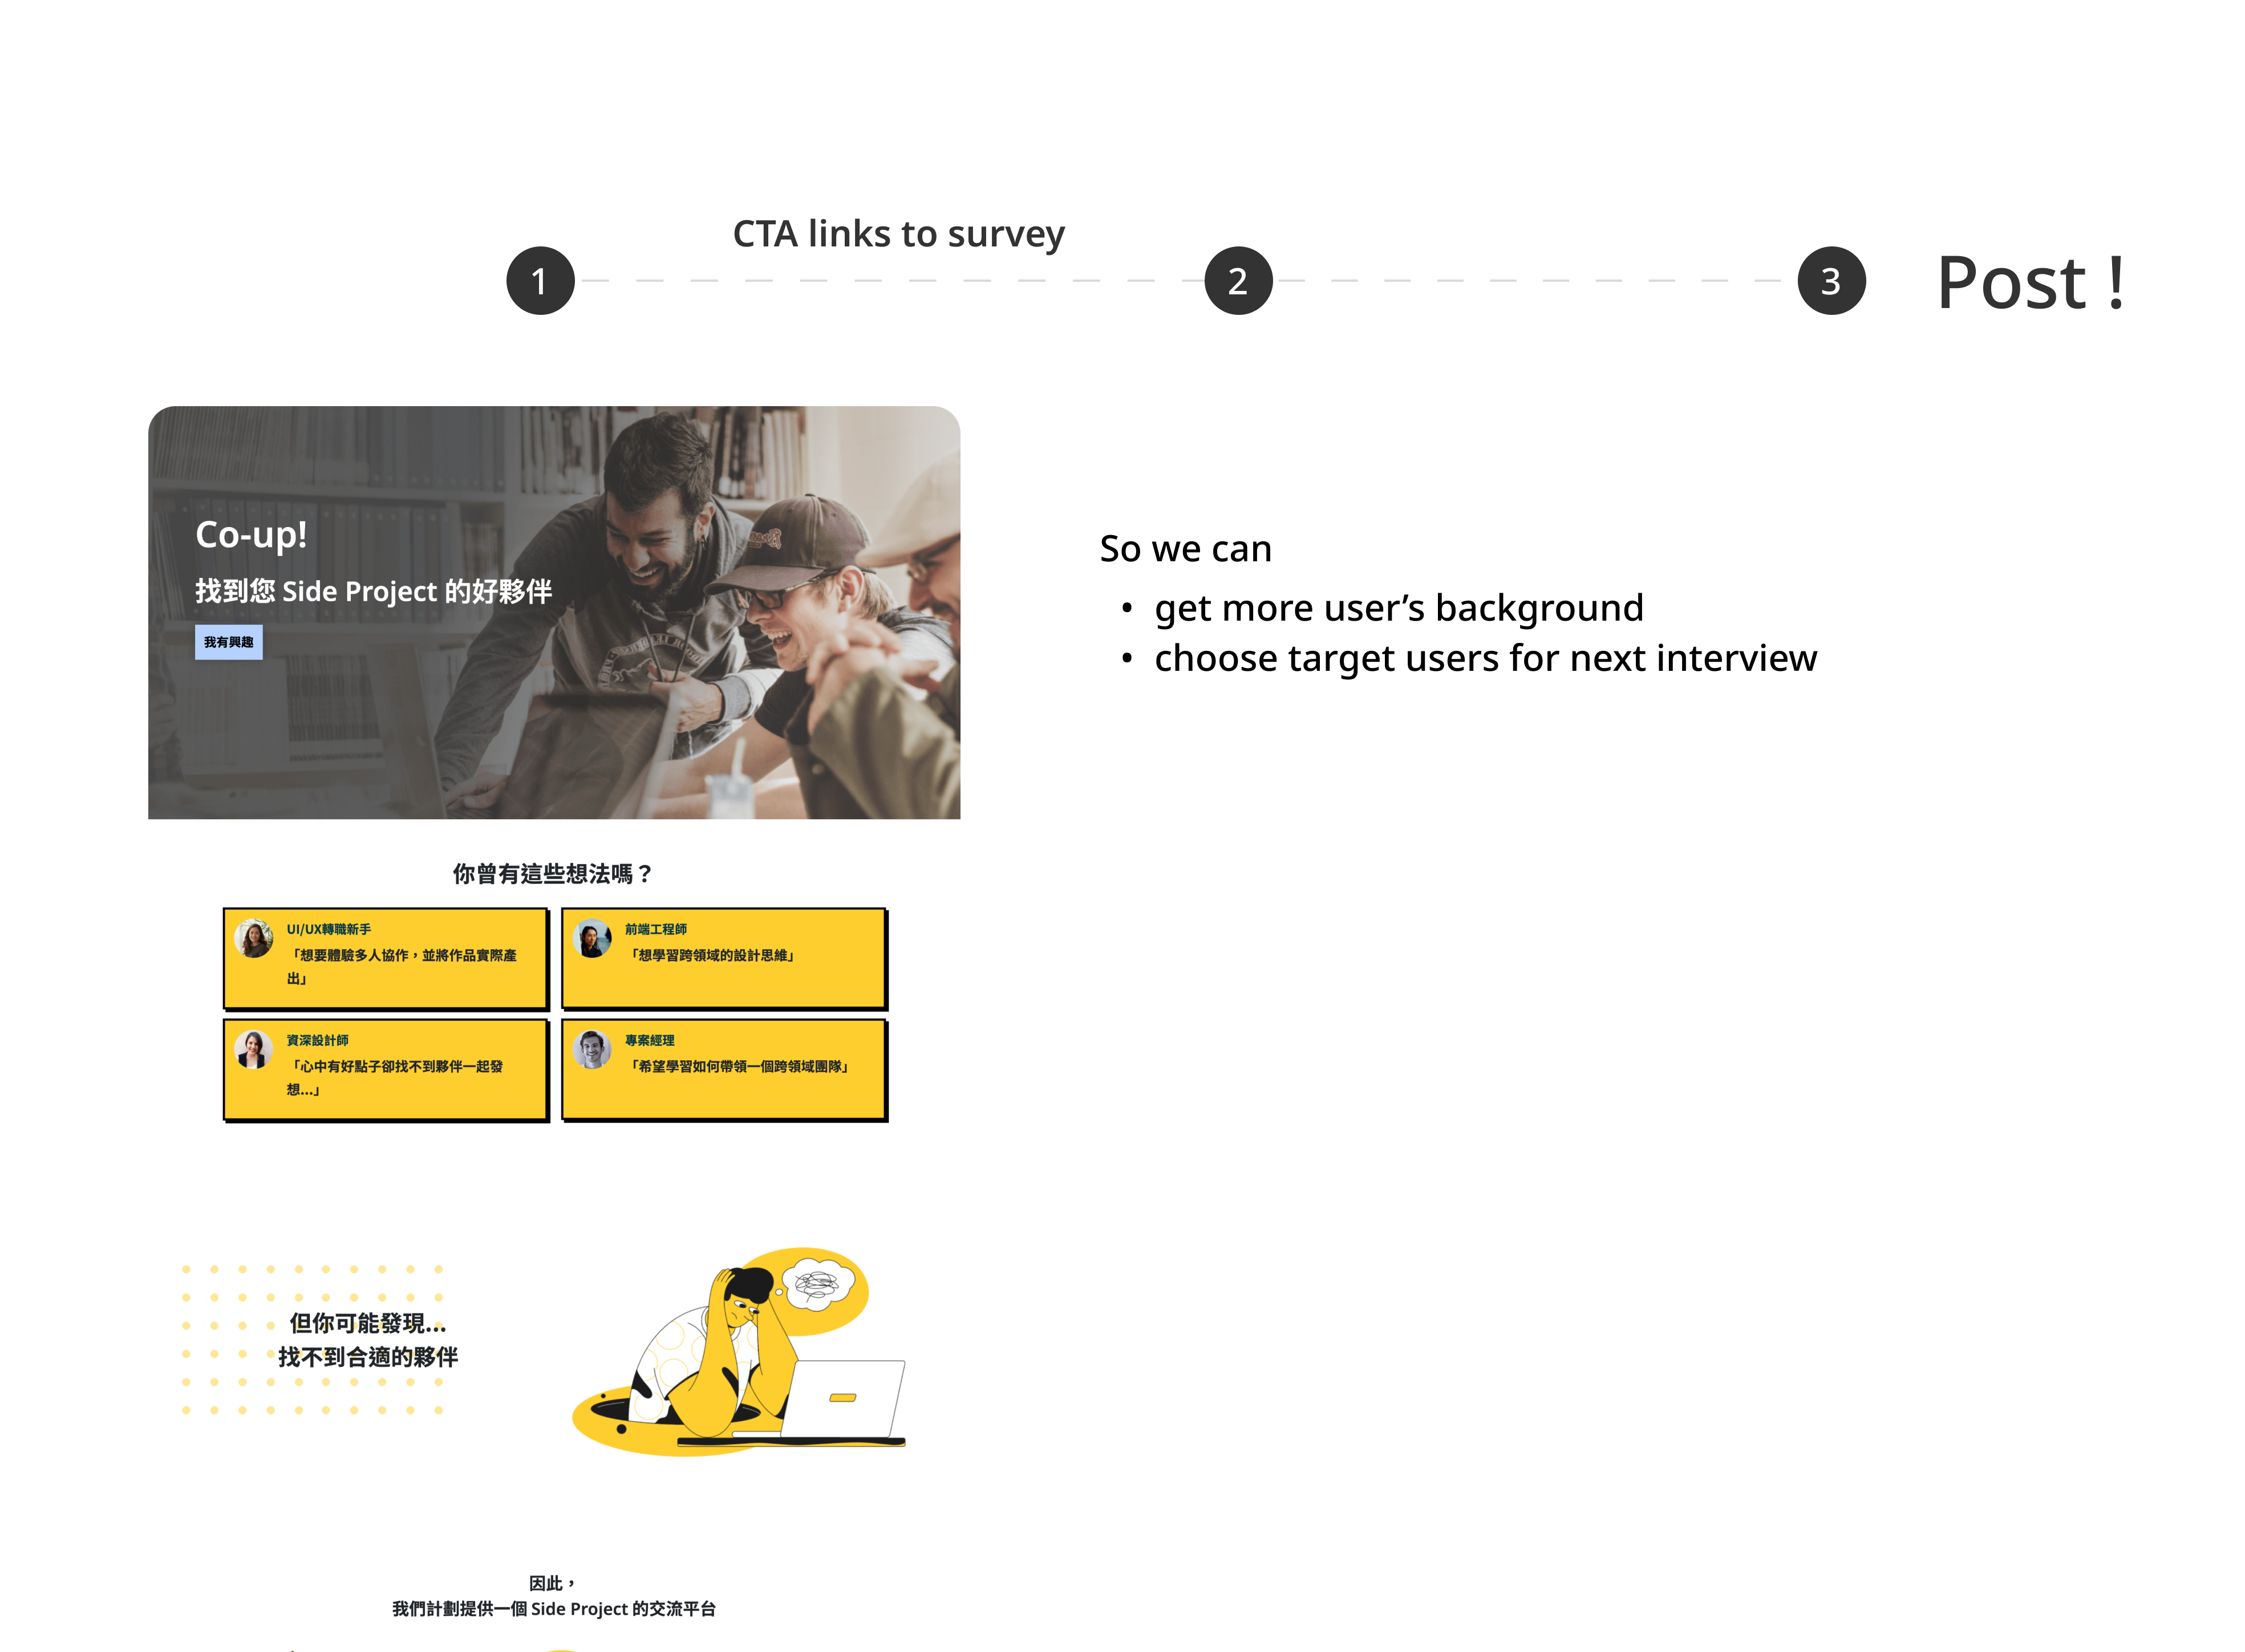 CTA links to survey
1
2
3
Post !
Co-up!
找到您 Side Project 的好夥伴
我有興趣
So we can
• get more user’s background
• choose target users for next interview
你曾有這些想法嗎？
UI/UX轉職新手
「想要體驗多人協作，並將作品實際產
出」
前端工程師
「想學習跨領域的設計思維」
資深設計師
「心中有好點子卻找不到夥伴一起發
想...」
專案經理
「希望學習如何帶領一個跨領域團隊」
但你可能發現...
找不到合適的夥伴
因此，
我們計劃提供一個 Side Project 的交流平台